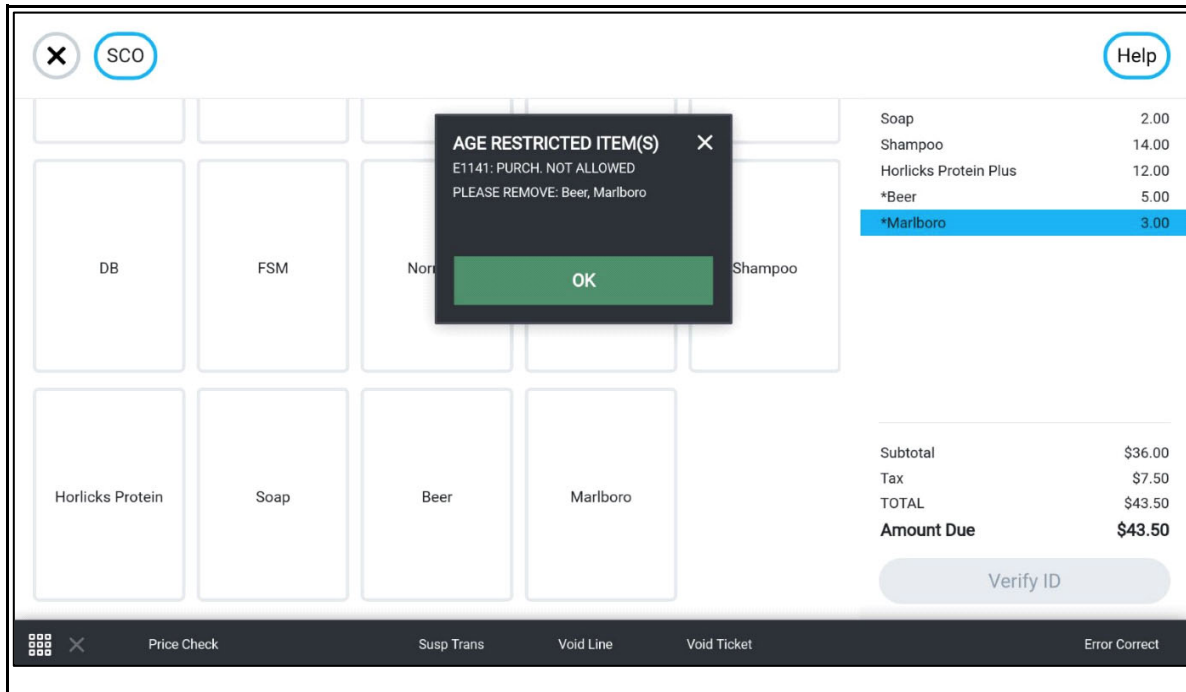 SCO
Help
AGE RESTRICTED ITEM(S)
E1141: PURCH. NOT ALLOWED
PLEASE REMOVE: Beer, Marlboro
OK
DB
FSM
Shampoo
Horlicks Protein
Soap
Beer
Marlboro
Soap 2.00
Shampoo 14.00
Horlicks Protein Plus 12.00
*Beer 5.00
*Marlboro 3.00
Subtotal $36.00
Tax $7.50
TOTAL $43.50
Amount Due $43.50
Verify ID
Price Check
Susp Trans
Void Line
Void Ticket
Error Correct